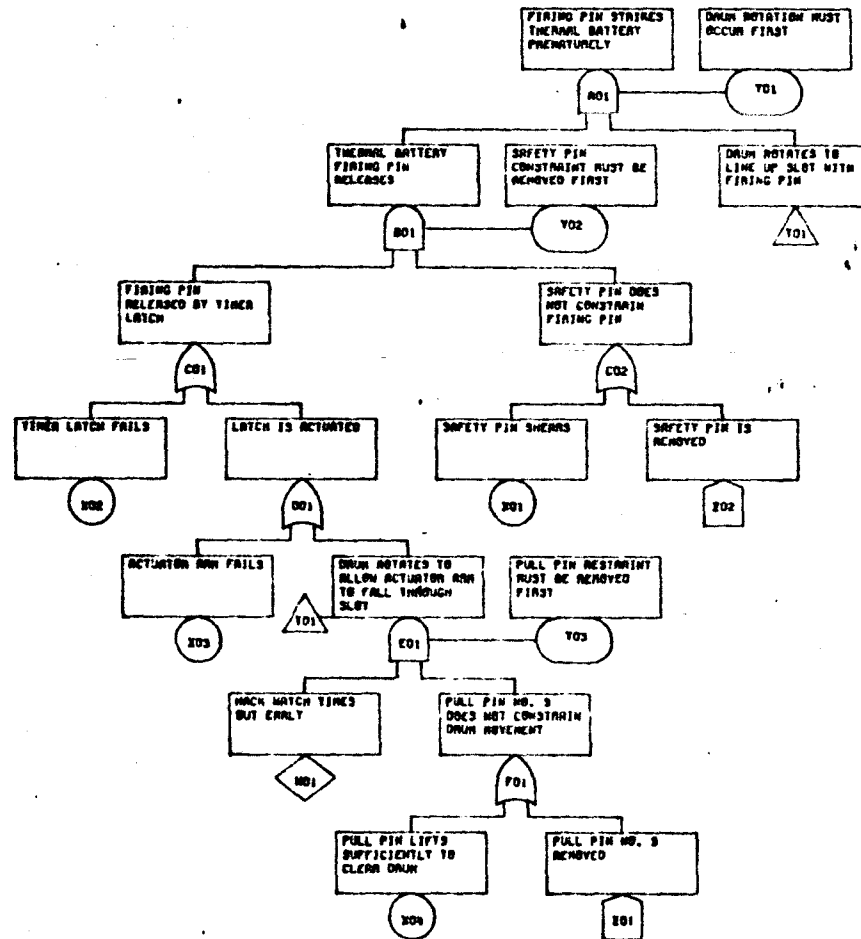 FIRING PIN STRIKES
THERMAL BATTERY
PREMATURELY
DRUM ROTATION MUST
OCCUR FIRST
A01
Y01
THERMAL BATTERY
FIRING PIN
RELEASES
SAFETY PIN
CONSTRAINT MUST BE
REMOVED FIRST
DRUM ROTATES TO
LINE UP SLOT WITH
FIRING PIN
B01
Y02
T01
FIRING PIN
RELEASED BY TIMER
LATCH
SAFETY PIN DOES
NOT CONSTRAIN
FIRING PIN
C01
C02
TIMER LATCH FAILS
LATCH IS ACTUATED
SAFETY PIN SHEARS
SAFETY PIN IS
REMOVED
X02
D01
X01
Z02
ACTUATOR ARM FAILS
DRUM ROTATES TO
ALLOW ACTUATOR ARM
TO FALL THROUGH
SLOT
PULL PIN RESTRAINT
MUST BE REMOVED
FIRST
X03
T01
E01
Y03
HACK WATCH TIMES
OUT EARLY
PULL PIN NO. 3
DOES NOT CONSTRAIN
DRUM MOVEMENT
W01
F01
PULL PIN LIFTS
SUFFICIENTLY TO
CLEAR DRUM
PULL PIN NO. 3
REMOVED
X04
Z01